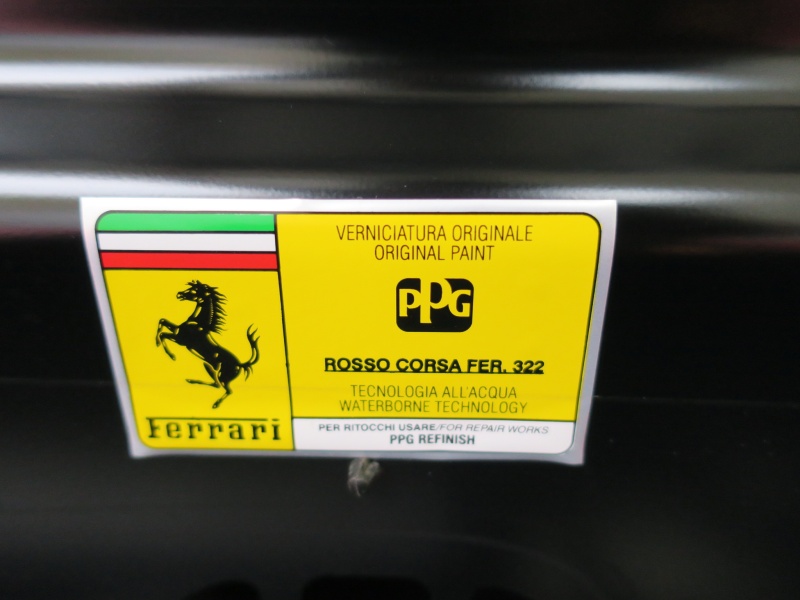 VERNICIATURA ORIGINALE
ORIGINAL PAINT
PPG
ROSSO CORSA FER. 322
TECNOLOGIA ALL'ACQUA
WATERBORNE TECHNOLOGY
Ferrari
PER RITOCCHI USARE/FOR REPAIR WORKS
PPG REFINISH